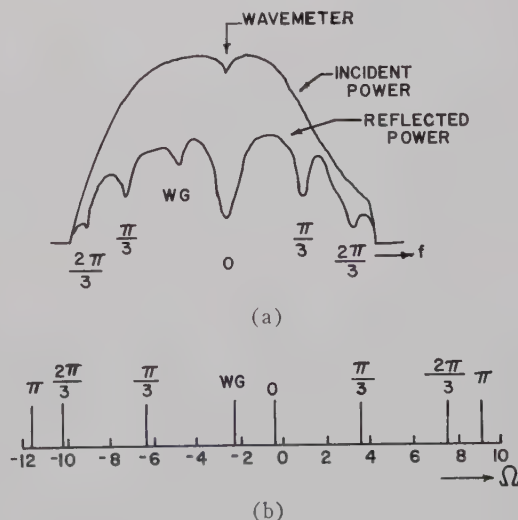 WAVEMETER
INCIDENT
POWER
REFLECTED
POWER
WG
π/3 π/3
2π/3 0 2π/3 f
(a)
π 2π/3 π/3 WG 0 π/3 2π/3 π
-12 -10 -8 -6 -4 -2 0 2 4 6 8 10
Ω
(b)